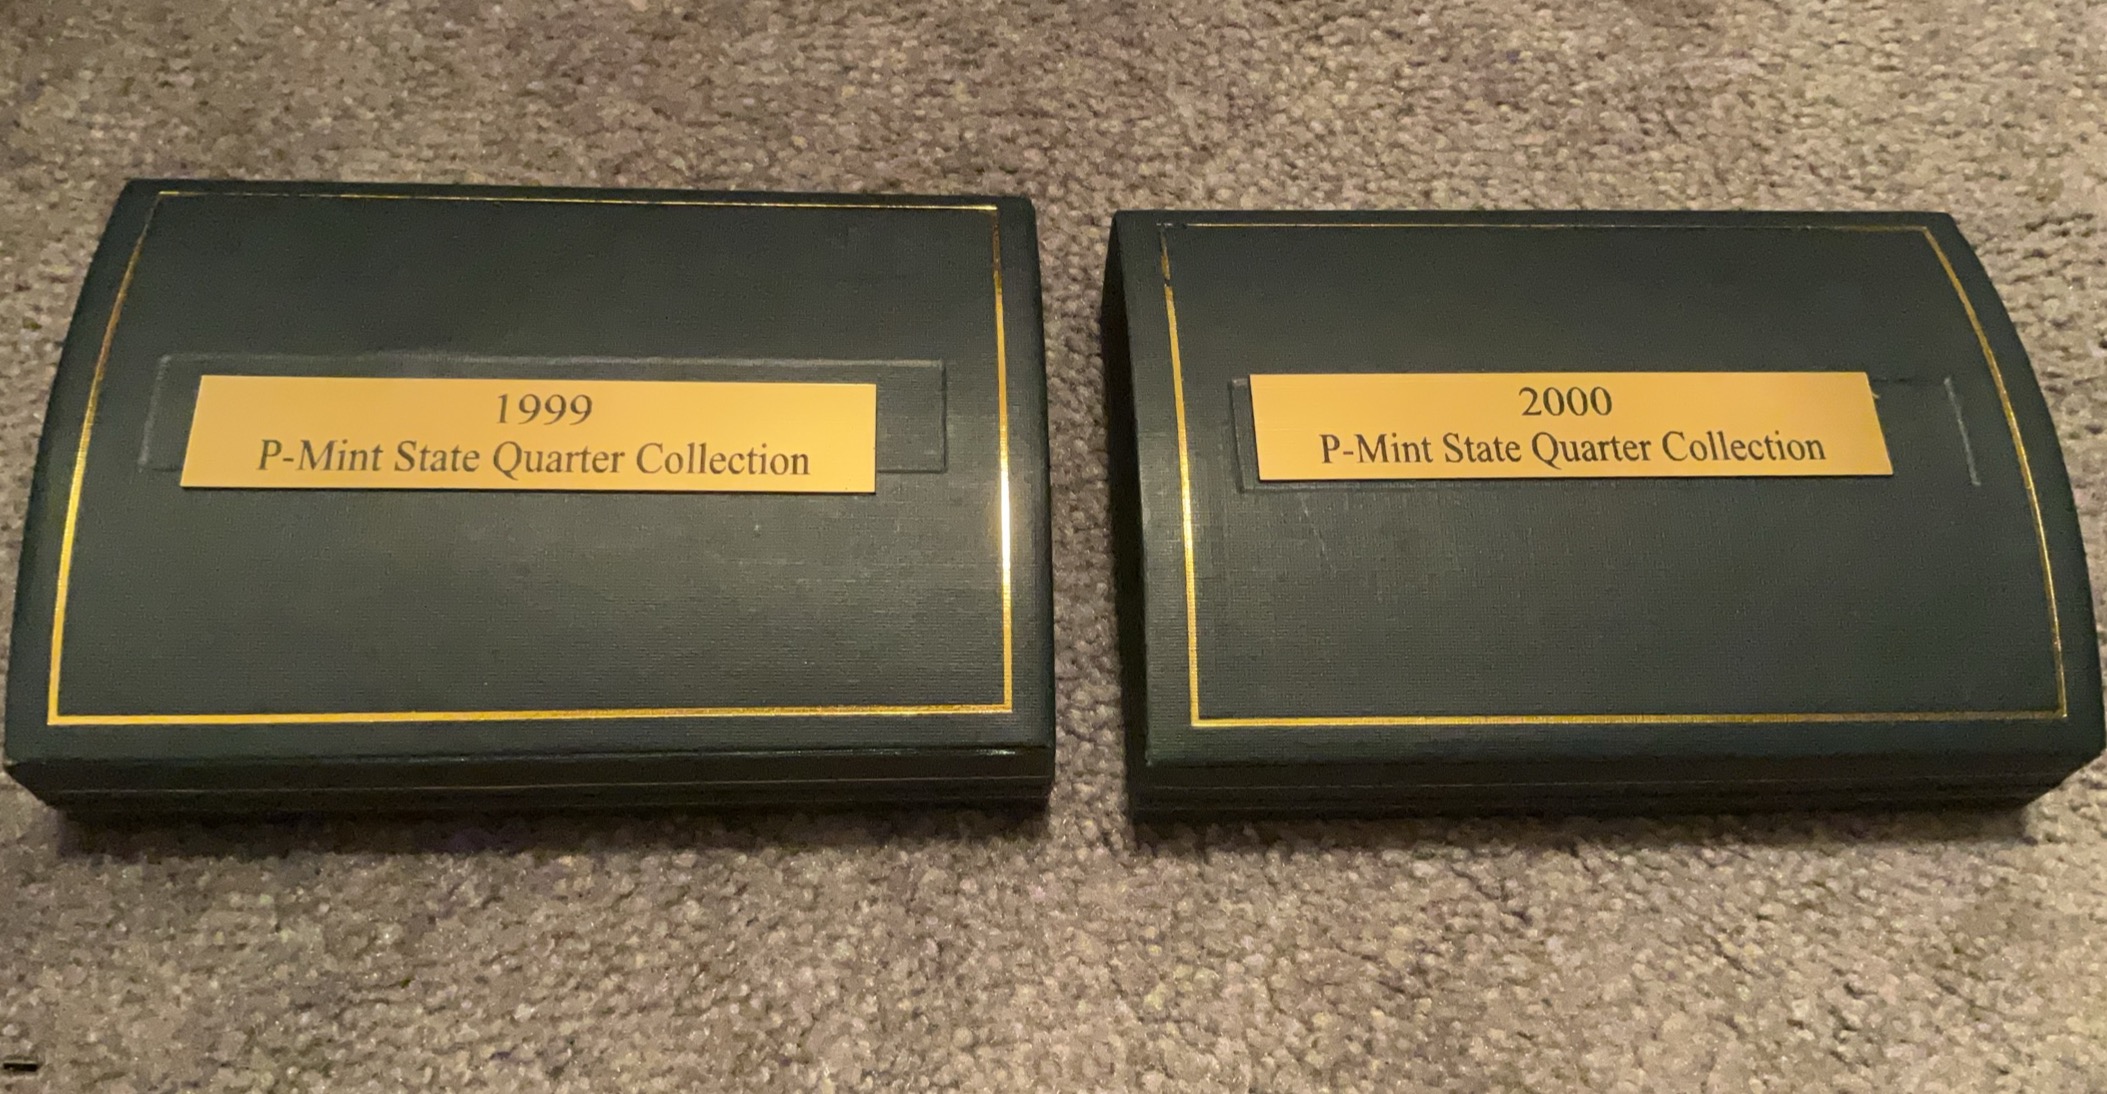 1999
P-Mint State Quarter Collection
2000
P-Mint State Quarter Collection